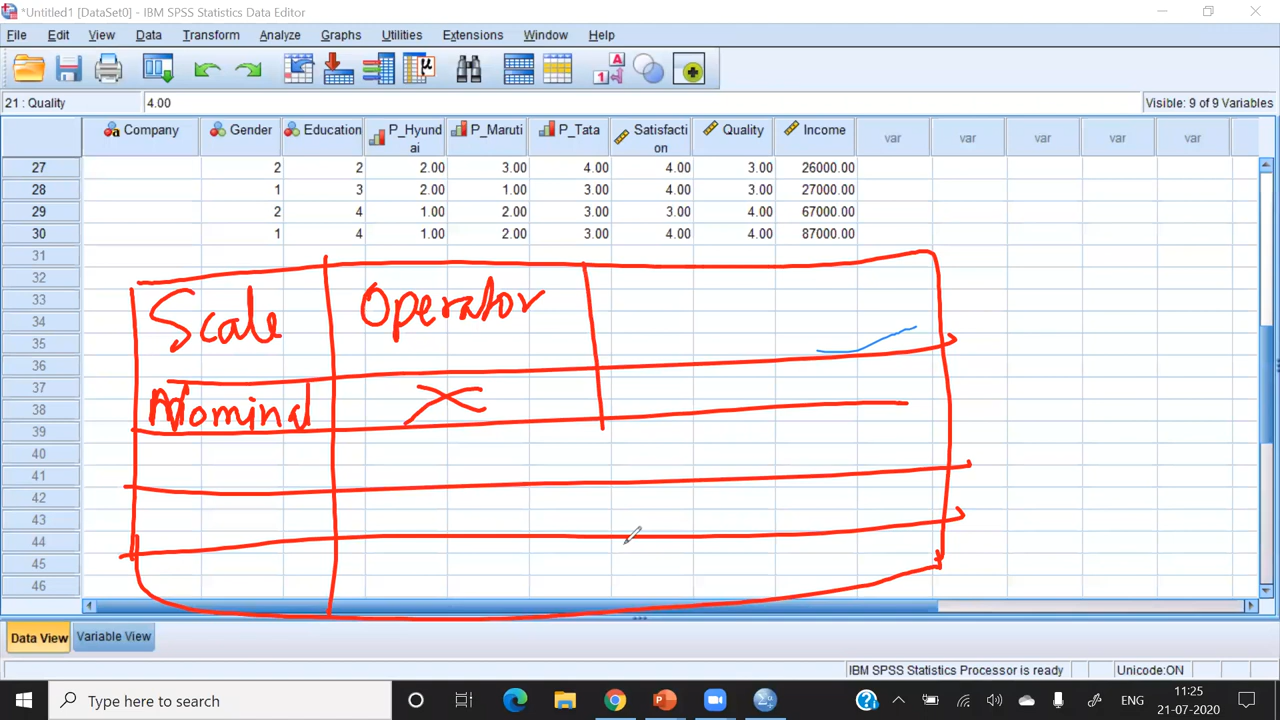 *Untitled1 [DataSet0] - IBM SPSS Statistics Data Editor
File Edit View Data Transform Analyze Graphs Utilities Extensions Window Help
21 : Quality 4.00 Visible: 9 of 9 Variables
Company Gender Education P_Hyundai P_Maruti P_Tata Satisfaction Quality Income var var var var var
27 2 2 2.00 3.00 4.00 4.00 3.00 26000.00
28 1 3 2.00 1.00 3.00 4.00 3.00 27000.00
29 2 4 1.00 2.00 3.00 3.00 4.00 67000.00
30 1 4 1.00 2.00 3.00 4.00 4.00 87000.00
31
32
33
34
35
36
37
38
39
40
41
42
43
44
45
46
Scale Operator
Nominal X
Data View Variable View
IBM SPSS Statistics Processor is ready Unicode:ON
Type here to search
ENG
11:25
21-07-2020